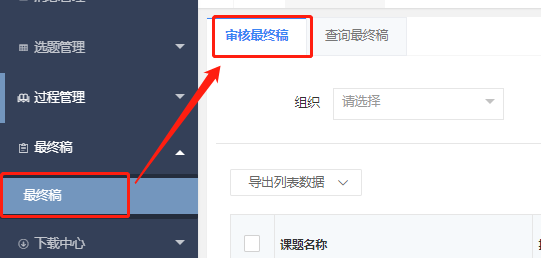 选题管理
过程管理
最终稿
最终稿
下载中心
审核最终稿 查询最终稿
组织 请选择
导出列表数据
课题名称